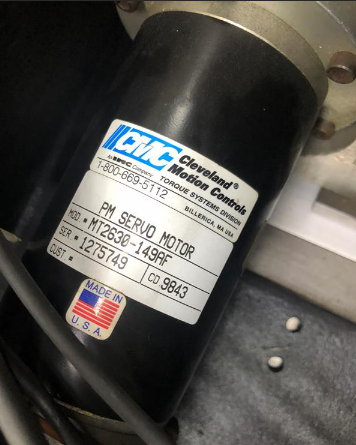 CMC Cleveland®
Motion Controls
An IMC Company TORQUE SYSTEMS DIVISION
1-800-669-5112 BILLERICA, MA USA
PM SERVO MOTOR
MOD # MT2630-149AF
SER # 1275749 CD 9843
CUST #
MADE IN
U.S.A.